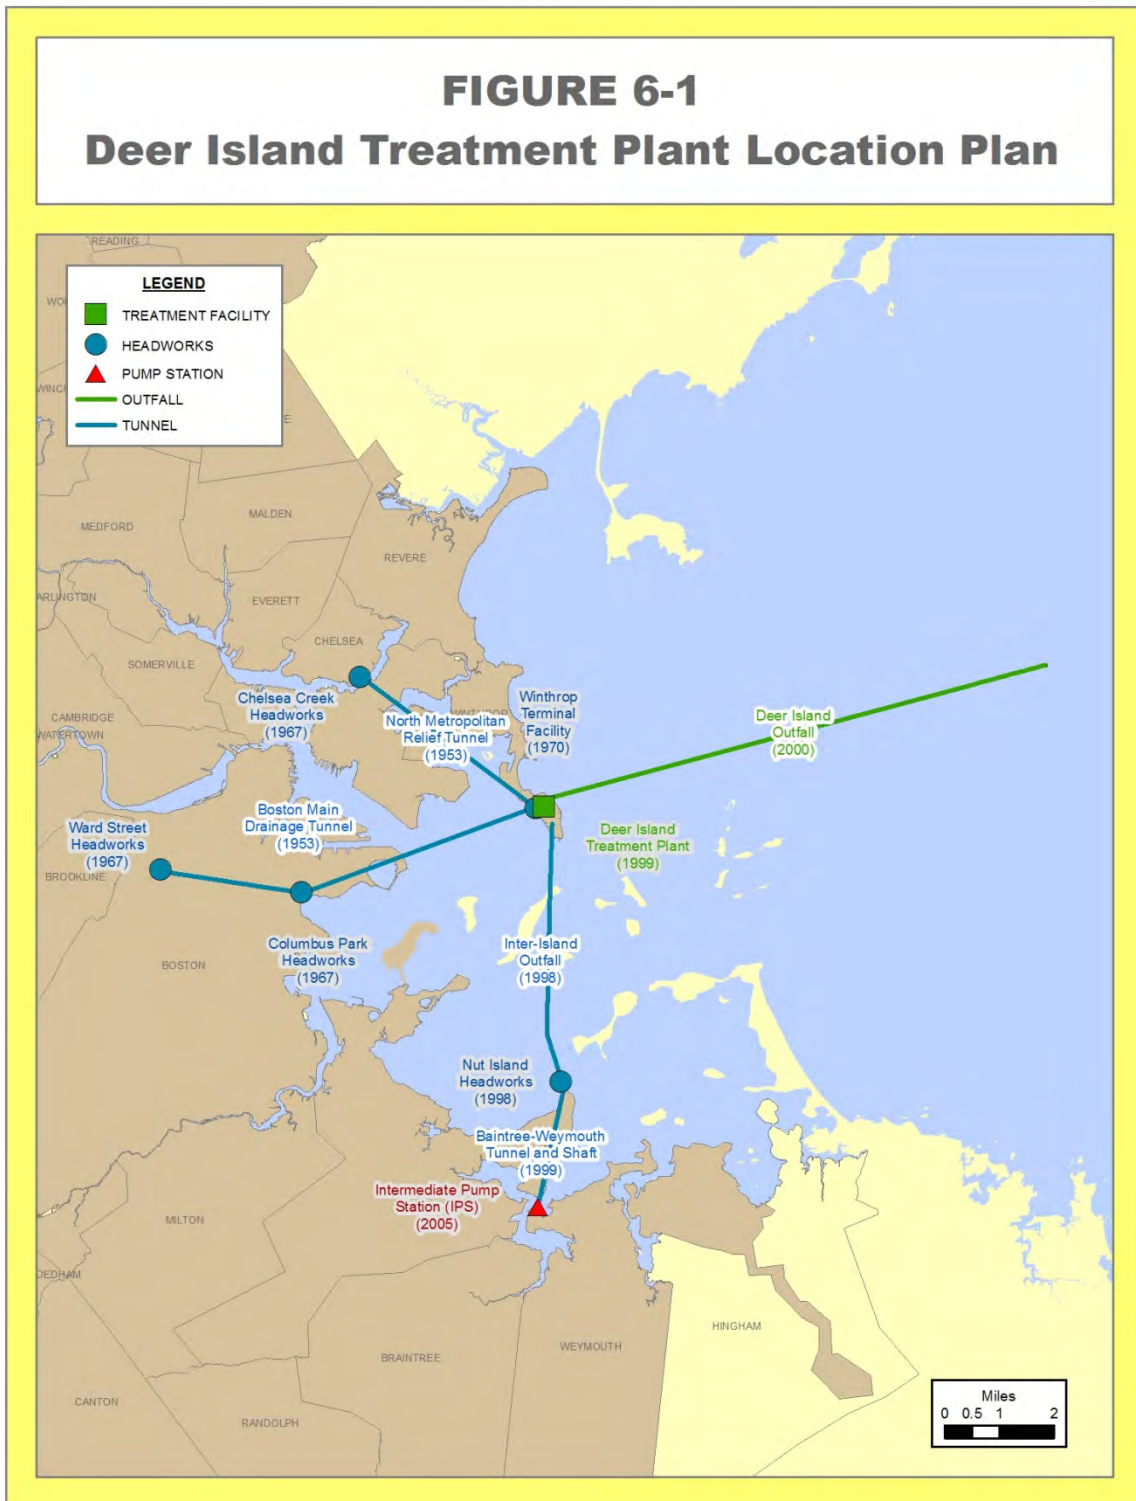 FIGURE 6-1
Deer Island Treatment Plant Location Plan
READING
LEGEND
TREATMENT FACILITY
HEADWORKS
PUMP STATION
OUTFALL
TUNNEL
MALDEN
MEDFORD
REVERE
ARLINGTON
EVERETT
CHELSEA
SOMERVILLE
Chelsea Creek
Headworks
(1967)
North Metropolitan
Relief Tunnel
(1953)
WINTHROP
Winthrop
Terminal
Facility
(1970)
Deer Island
Outfall
(2000)
CAMBRIDGE
WATERTOWN
Boston Main
Drainage Tunnel
(1953)
Ward Street
Headworks
(1967)
Deer Island
Treatment Plant
(1999)
BROOKLINE
Columbus Park
Headworks
(1967)
BOSTON
Inter-Island
Outfall
(1998)
Nut Island
Headworks
(1998)
Baintree-Weymouth
Tunnel and Shaft
(1999)
Intermediate Pump
Station (IPS)
(2005)
MILTON
EDHAM
HINGHAM
WEYMOUTH
BRAINTREE
CANTON
RANDOLPH
Miles
0 0.5 1 2